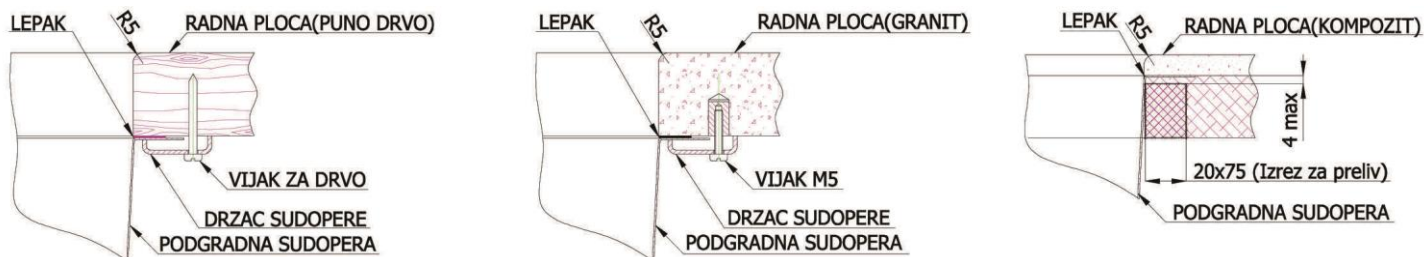 LEPAK
R5
RADNA PLOCA(PUNO DRVO)
VIJAK ZA DRVO
DRZAC SUDOPERE
PODGRADNA SUDOPERA
LEPAK
R5
RADNA PLOCA(GRANIT)
VIJAK M5
DRZAC SUDOPERE
PODGRADNA SUDOPERA
LEPAK
R5
RADNA PLOCA(KOMPOZIT)
4 max
20x75 (Izrez za preliv)
PODGRADNA SUDOPERA